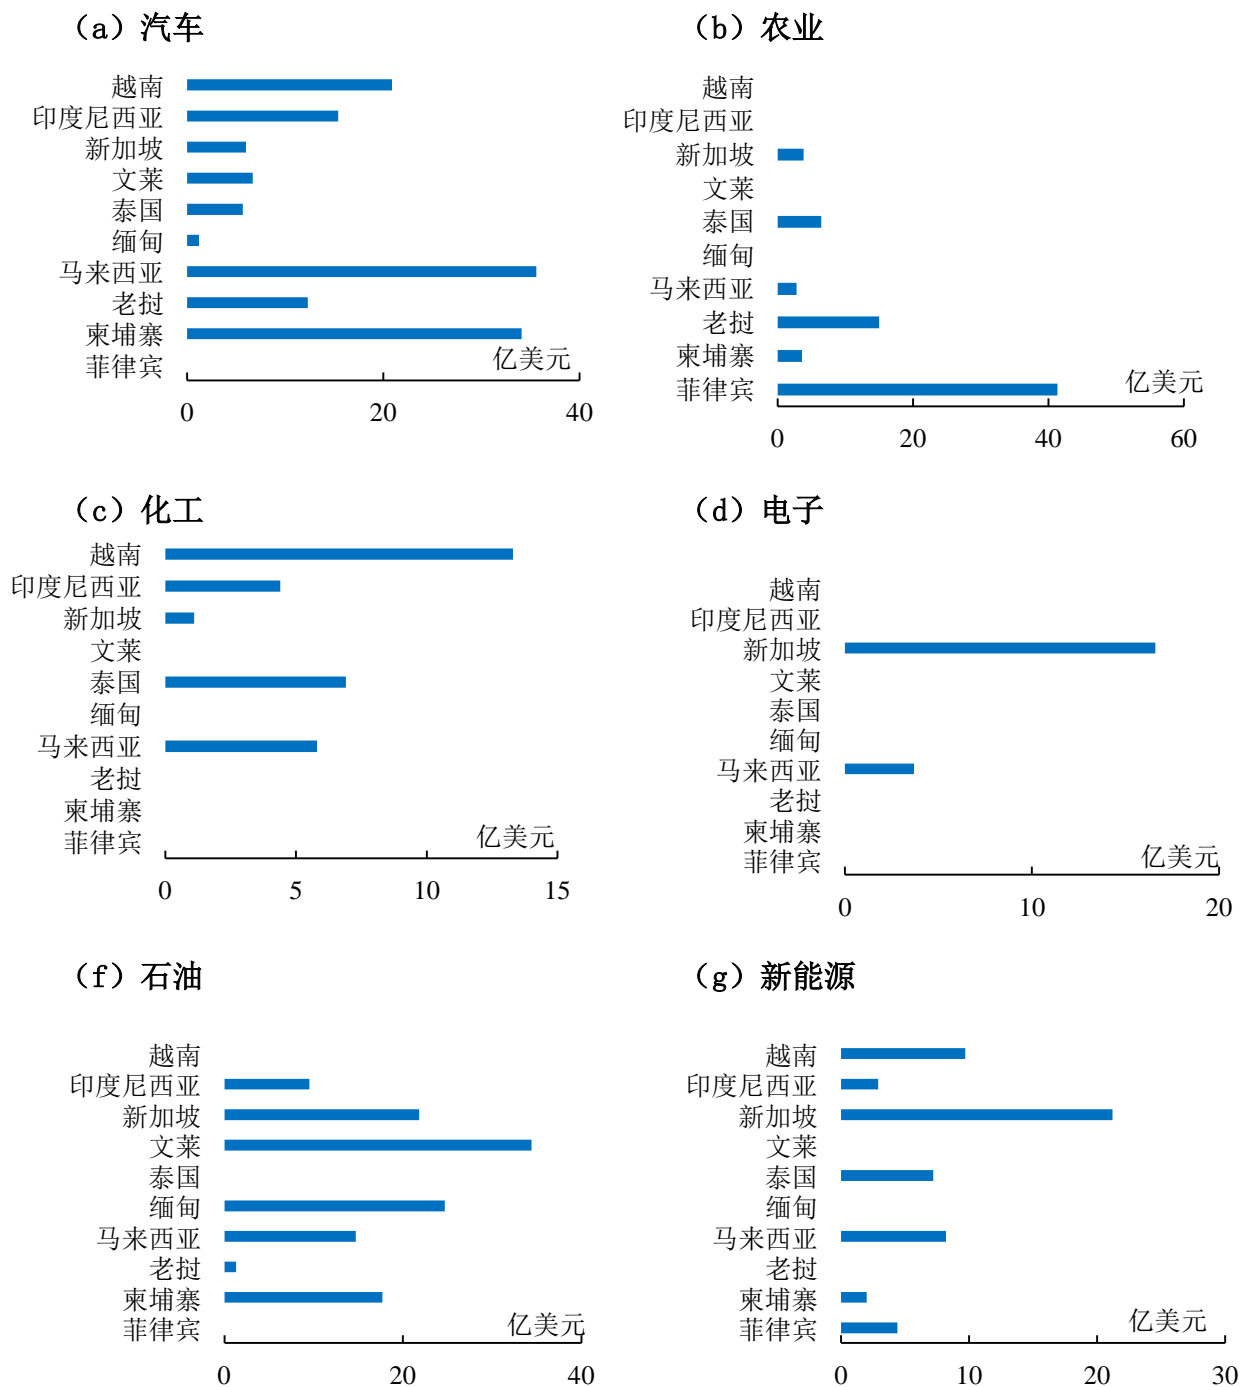 （a）汽车
越南
印度尼西亚
新加坡
文莱
泰国
缅甸
马来西亚
老挝
柬埔寨
菲律宾
亿美元
0 20 40
（b）农业
越南
印度尼西亚
新加坡
文莱
泰国
缅甸
马来西亚
老挝
柬埔寨
菲律宾
亿美元
0 20 40 60
（c）化工
越南
印度尼西亚
新加坡
文莱
泰国
缅甸
马来西亚
老挝
柬埔寨
菲律宾
亿美元
0 5 10 15
（d）电子
越南
印度尼西亚
新加坡
文莱
泰国
缅甸
马来西亚
老挝
柬埔寨
菲律宾
亿美元
0 10 20
（f）石油
越南
印度尼西亚
新加坡
文莱
泰国
缅甸
马来西亚
老挝
柬埔寨
菲律宾
亿美元
0 20 40
（g）新能源
越南
印度尼西亚
新加坡
文莱
泰国
缅甸
马来西亚
老挝
柬埔寨
菲律宾
亿美元
0 10 20 30